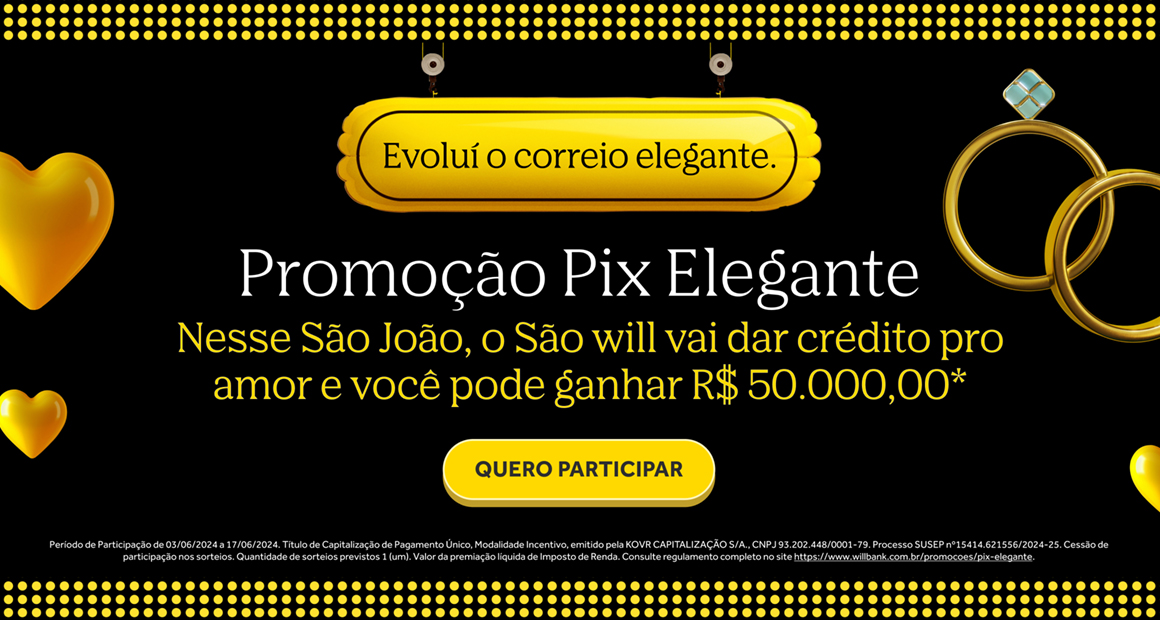 Evoluí o correio elegante.
Promoção Pix Elegante
Nesse São João, o São will vai dar crédito pro
amor e você pode ganhar R$ 50.000,00*
QUERO PARTICIPAR
Período de Participação de 03/06/2024 a 17/06/2024. Título de Capitalização de Pagamento Único, Modalidade Incentivo, emitido pela KOVR CAPITALIZAÇÃO S/A., CNPJ 93.202.448/0001-79. Processo SUSEP nº15414.621556/2024-25. Cessão de
participação nos sorteios. Quantidade de sorteios previstos 1 (um). Valor da premiação líquida de Imposto de Renda. Consulte regulamento completo no site https://www.willbank.com.br/promocoes/pix-elegante.